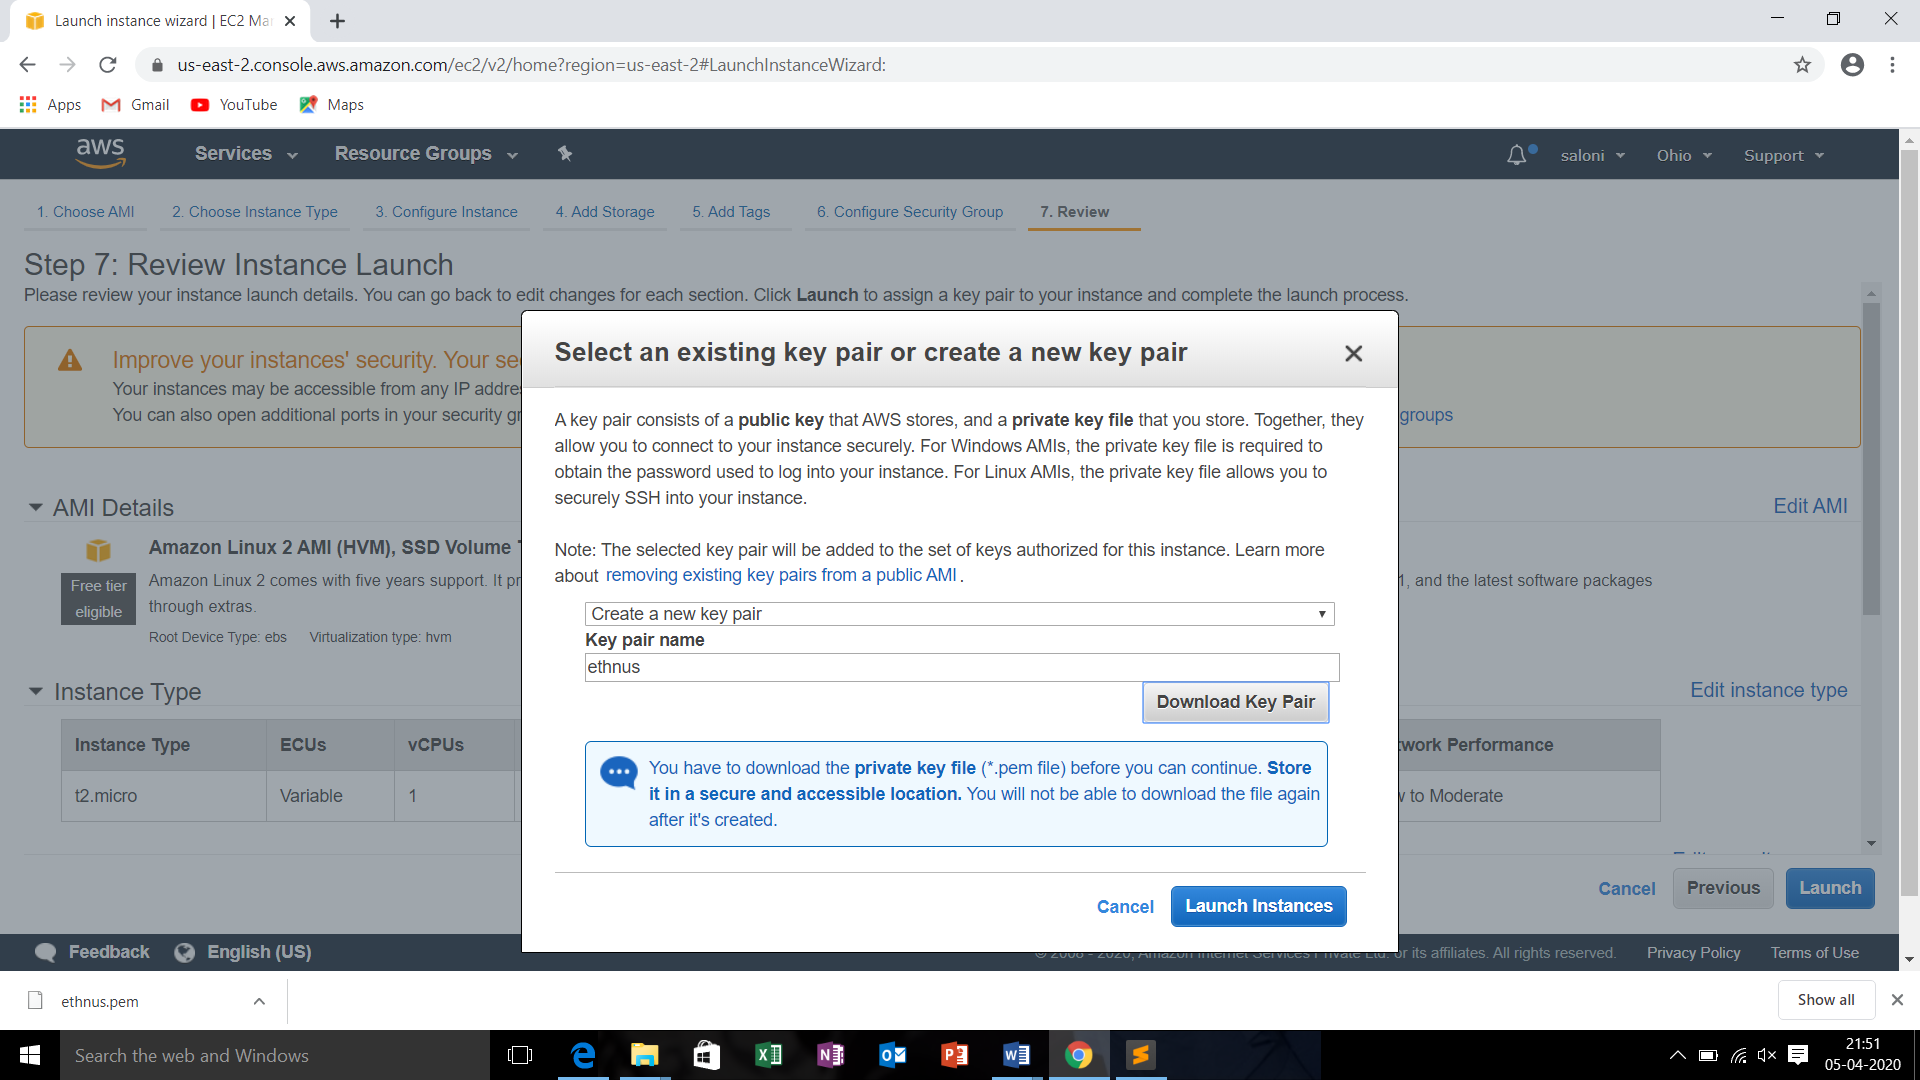 Launch instance wizard | EC2 Mar
us-east-2.console.aws.amazon.com/ec2/v2/home?region=us-east-2#LaunchInstanceWizard:
Apps Gmail YouTube Maps
aws Services Resource Groups saloni Ohio Support
1. Choose AMI 2. Choose Instance Type 3. Configure Instance 4. Add Storage 5. Add Tags 6. Configure Security Group 7. Review
Step 7: Review Instance Launch
Please review your instance launch details. You can go back to edit changes for each section. Click Launch to assign a key pair to your instance and complete the launch process.
Improve your instances' security. Your se
Your instances may be accessible from any IP addre
You can also open additional ports in your security gr groups
AMI Details Edit AMI
Amazon Linux 2 AMI (HVM), SSD Volume
Free tier eligible
Amazon Linux 2 comes with five years support. It pr 1, and the latest software packages
through extras.
Root Device Type: ebs Virtualization type: hvm
Instance Type Edit instance type
Instance Type ECUs vCPUs work Performance
t2.micro Variable 1 to Moderate
Select an existing key pair or create a new key pair
A key pair consists of a public key that AWS stores, and a private key file that you store. Together, they
allow you to connect to your instance securely. For Windows AMIs, the private key file is required to
obtain the password used to log into your instance. For Linux AMIs, the private key file allows you to
securely SSH into your instance.
Note: The selected key pair will be added to the set of keys authorized for this instance. Learn more
about removing existing key pairs from a public AMI.
Create a new key pair
Key pair name
ethnus
Download Key Pair
You have to download the private key file (*.pem file) before you can continue. Store
it in a secure and accessible location. You will not be able to download the file again
after it's created.
Cancel Launch Instances
Cancel Previous Launch
Feedback English (US) © 2008 - 2020, Amazon Internet Services Private Ltd. or its affiliates. All rights reserved. Privacy Policy Terms of Use
ethnus.pem Show all
Search the web and Windows
21:51
05-04-2020